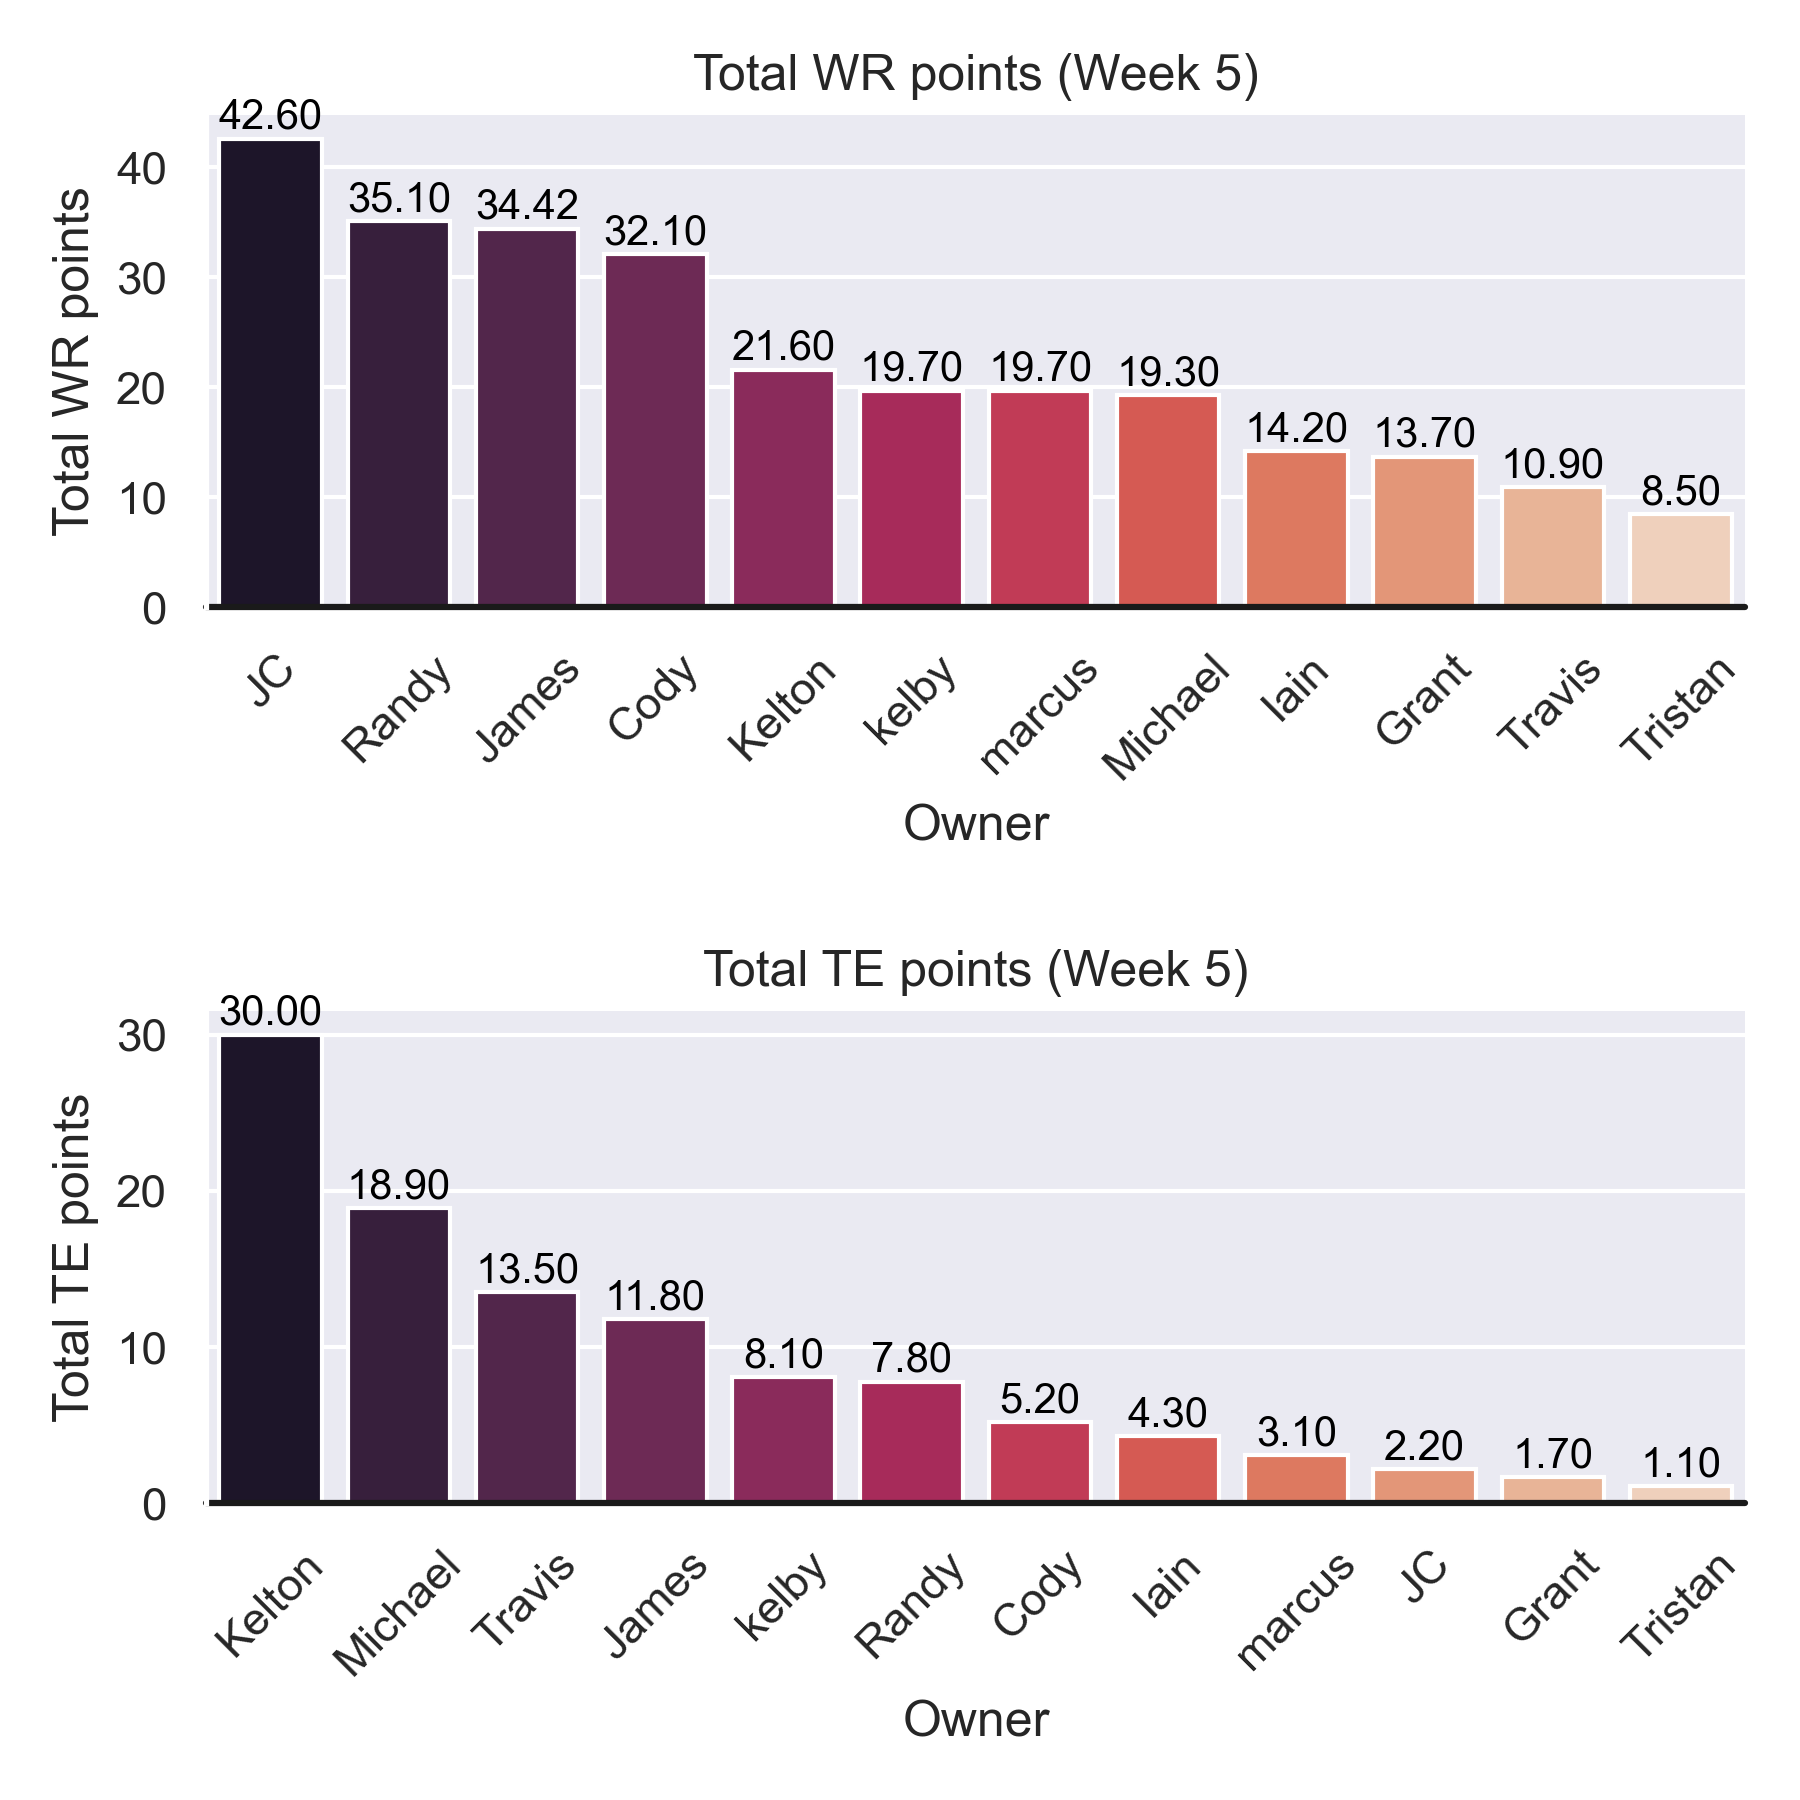 Total WR points (Week 5)
Total WR points
40
30
20
10
0
42.60
35.10
34.42
32.10
21.60
19.70
19.70
19.30
14.20
13.70
10.90
8.50
JC
Randy
James
Cody
Kelton
kelby
marcus
Michael
Iain
Grant
Travis
Tristan
Owner
Total TE points (Week 5)
Total TE points
30
20
10
0
30.00
18.90
13.50
11.80
8.10
7.80
5.20
4.30
3.10
2.20
1.70
1.10
Kelton
Michael
Travis
James
kelby
Randy
Cody
Iain
marcus
JC
Grant
Tristan
Owner